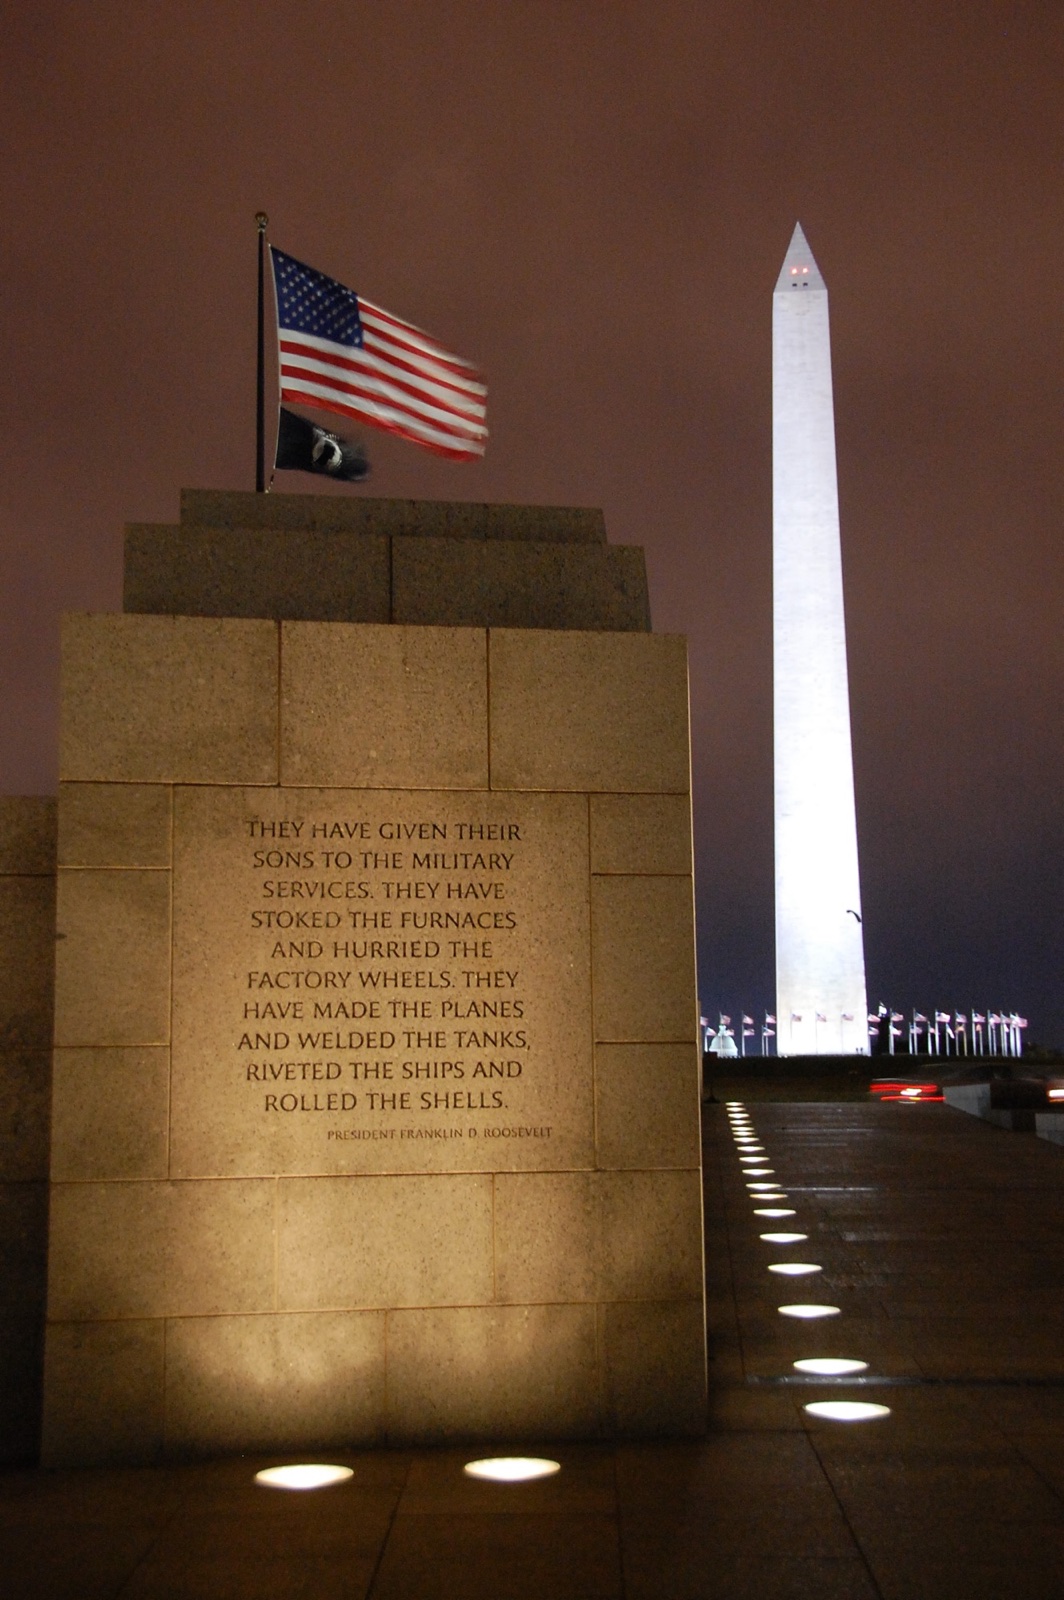 THEY HAVE GIVEN THEIR
SONS TO THE MILITARY
SERVICES. THEY HAVE
STOKED THE FURNACES
AND HURRIED THE
FACTORY WHEELS. THEY
HAVE MADE THE PLANES
AND WELDED THE TANKS,
RIVETED THE SHIPS AND
ROLLED THE SHELLS.
PRESIDENT FRANKLIN D. ROOSEVELT